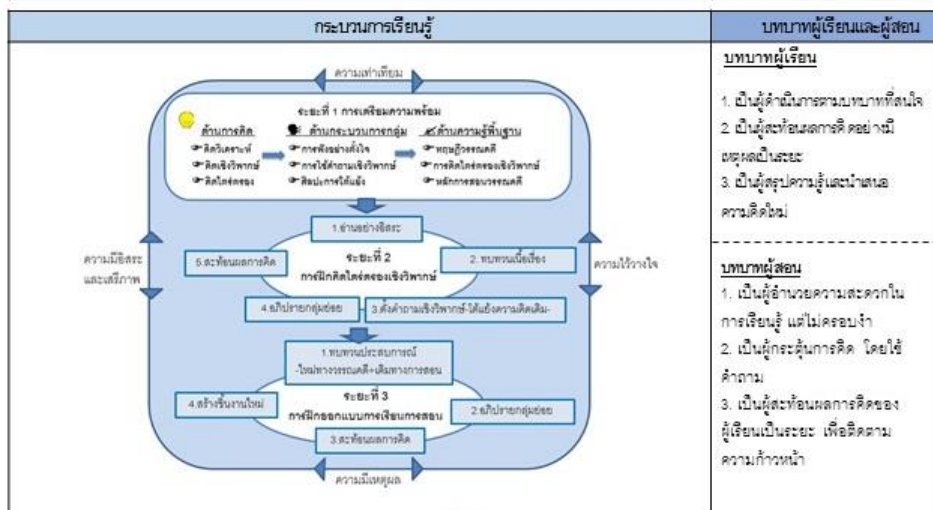 กระบวนการเรียนรู้
บทบาทผู้เรียนและผู้สอน
ความเท่าเทียม
ระยะที่ 1 การเตรียมความพร้อม
ด้านการคิด
คิดวิเคราะห์
คิดเชิงวิพากษ์
คิดไตร่ตรอง
ด้านกระบวนการกลุ่ม
การฟังอย่างตั้งใจ
การใช้คำถามเชิงวิพากษ์
ศิลปะการโต้แย้ง
ด้านความรู้พื้นฐาน
ทฤษฎีวรรณคดี
การคิดไตร่ตรองเชิงวิพากษ์
หลักการสอนวรรณคดี
ความมีอิสระ
และเสรีภาพ
ความไว้วางใจ
1.อ่านอย่างอิสระ
ระยะที่ 2
การฝึกคิดไตร่ตรองเชิงวิพากษ์
2. ทบทวนเนื้อเรื่อง
3.ตั้งคำถามเชิงวิพากษ์-โต้แย้งความคิดเดิม-
4.อภิปรายกลุ่มย่อย
5.สะท้อนผลการคิด
1.ทบทวนประสบการณ์
-ใหม่ทางวรรณคดี+เดิมทางการสอน
ระยะที่ 3
การฝึกออกแบบการเรียนการสอน
2.อภิปรายกลุ่มย่อย
3.สะท้อนผลการคิด
4.สร้างชิ้นงานใหม่
ความมีเหตุผล
บทบาทผู้เรียน
1. เป็นผู้ดำเนินการตามบทบาทที่สนใจ
2. เป็นผู้สะท้อนผลการคิดอย่างมี
เหตุผลเป็นระยะ
3. เป็นผู้สรุปความรู้และนำเสนอ
ความคิดใหม่
บทบาทผู้สอน
1. เป็นผู้อำนวยความสะดวกใน
การเรียนรู้ แต่ไม่ครอบงำ
2. เป็นผู้กระตุ้นการคิด โดยใช้
คำถาม
3. เป็นผู้สะท้อนผลการคิดของ
ผู้เรียนเป็นระยะ เพื่อติดตาม
ความก้าวหน้า